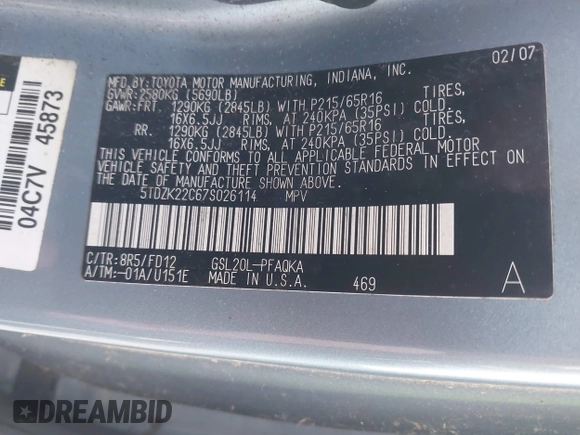 MFD.BY:TOYOTA MOTOR MANUFACTURING, INDIANA, INC. 02/07
GVWR:2580KG (5690LB)
GAWR:FRT. 1290KG (2845LB) WITH P215/65R16 TIRES,
16X6.5JJ RIMS, AT 240KPA (35PSI) COLD.
RR. 1290KG (2845LB) WITH P215/65R16 TIRES,
16X6.5JJ RIMS, AT 240KPA (35PSI) COLD.
THIS VEHICLE CONFORMS TO ALL APPLICABLE FEDERAL MOTOR
VEHICLE SAFETY AND THEFT PREVENTION STANDARDS IN EFFECT ON
THE DATE OF MANUFACTURE SHOWN ABOVE.
5TDZK22C67S026114 MPV
C/TR:8R5/FD12 GSL20L-PFAQKA
A/TM:-01A/U151E MADE IN U.S.A. 469 A
04C7V 45873
DREAMBID